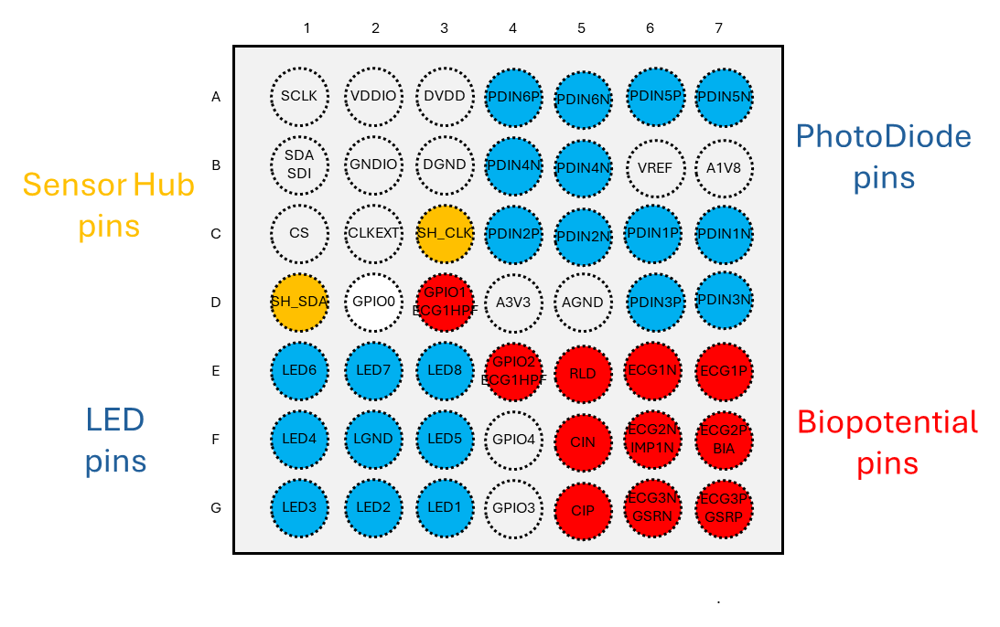 1 2 3 4 5 6 7
A SCLK VDDIO DVDD PDIN6P PDIN6N PDIN5P PDIN5N
PhotoDiode
pins
B SDA
SDI GNDIO DGND PDIN4N PDIN4N VREF A1V8
Sensor Hub
pins
C CS CLKEXT SH_CLK PDIN2P PDIN2N PDIN1P PDIN1N
D SH_SDA GPIO0 GPIO1
ECG1HPF A3V3 AGND PDIN3P PDIN3N
E LED6 LED7 LED8 GPIO2
ECG1HPF RLD ECG1N ECG1P
LED
pins
Biopotential
pins
F LED4 LGND LED5 GPIO4 CIN ECG2N
IMP1N ECG2P
BIA
G LED3 LED2 LED1 GPIO3 CIP ECG3N
GSRN ECG3P
GSRP
.